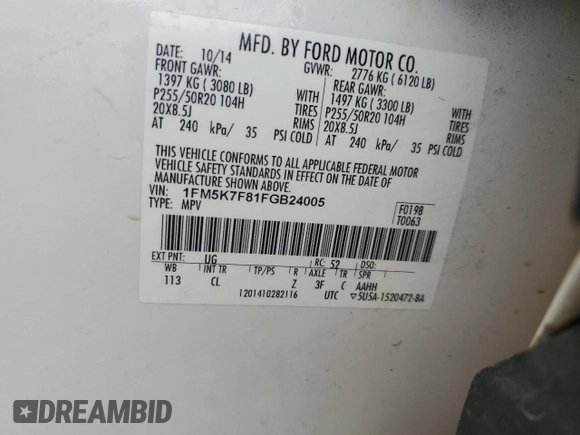 MFD. BY FORD MOTOR CO.
DATE: 10/14 GVWR: 2776 KG ( 6120 LB)
FRONT GAWR: REAR GAWR:
1397 KG ( 3080 LB) WITH 1497 KG ( 3300 LB) WITH
P255/50R20 104H TIRES P255/50R20 104H TIRES
20X8.5J RIMS 20X8.5J RIMS
AT 240 kPa/ 35 PSI COLD AT 240 kPa/ 35 PSI COLD
THIS VEHICLE CONFORMS TO ALL APPLICABLE FEDERAL MOTOR
VEHICLE SAFETY STANDARDS IN EFFECT ON THE DATE OF
MANUFACTURE SHOWN ABOVE.
VIN: 1FM5K7F81FGB24005
TYPE: MPV
F0198
T0063
EXT PNT: UG RC: 52 DSO:
WB INT TR TP/PS R AXLE TR SPR
113 CL Z 3F C AAHH
1201410282116 UTC ▽5U5A-1520472-BA
DREAMBID